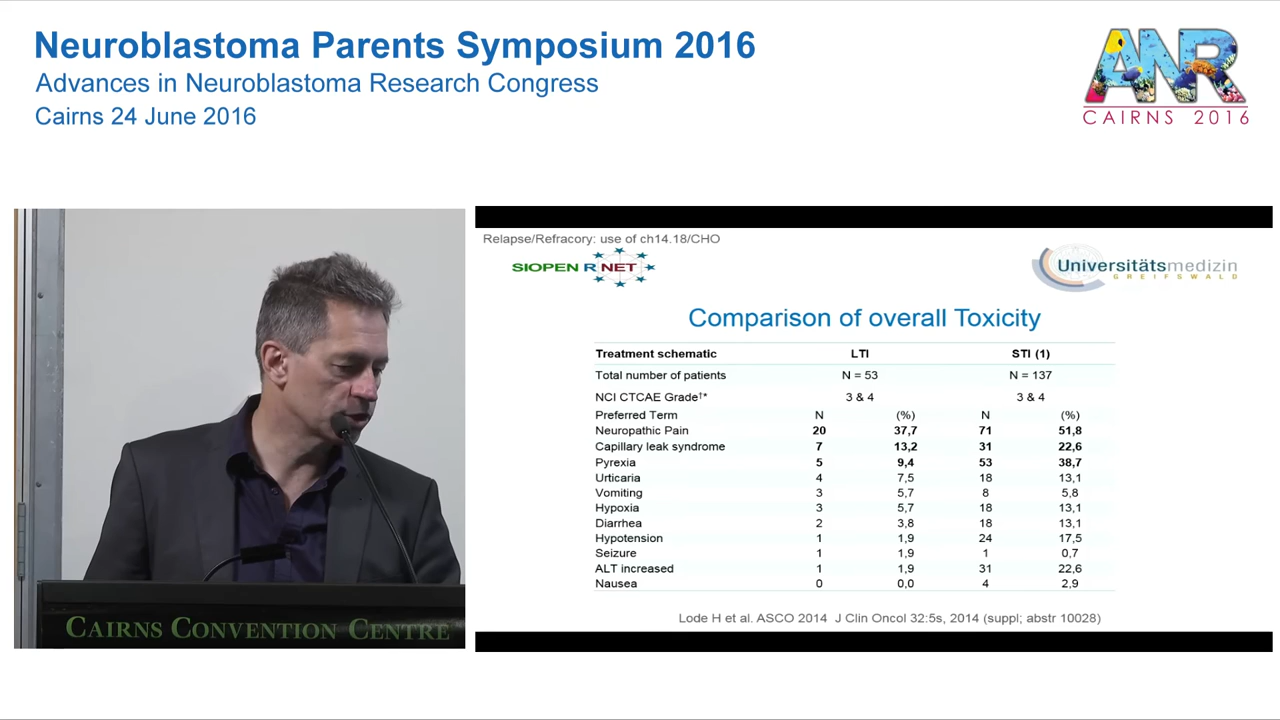 Neuroblastoma Parents Symposium 2016
Advances in Neuroblastoma Research Congress
Cairns 24 June 2016
ANR
CAIRNS 2016
Relapse/Refracory: use of ch14.18/CHO
SIOPEN R NET
Universitätsmedizin
GREIFSWALD
Comparison of overall Toxicity
Treatment schematic LTI STI (1)
Total number of patients N = 53 N = 137
NCI CTCAE Grade†* 3 & 4 3 & 4
Preferred Term N (%) N (%)
Neuropathic Pain 20 37,7 71 51,8
Capillary leak syndrome 7 13,2 31 22,6
Pyrexia 5 9,4 53 38,7
Urticaria 4 7,5 18 13,1
Vomiting 3 5,7 8 5,8
Hypoxia 3 5,7 18 13,1
Diarrhea 2 3,8 18 13,1
Hypotension 1 1,9 24 17,5
Seizure 1 1,9 1 0,7
ALT increased 1 1,9 31 22,6
Nausea 0 0,0 4 2,9
Lode H et al. ASCO 2014 J Clin Oncol 32:5s, 2014 (suppl; abstr 10028)
CAIRNS CONVENTION CENTRE